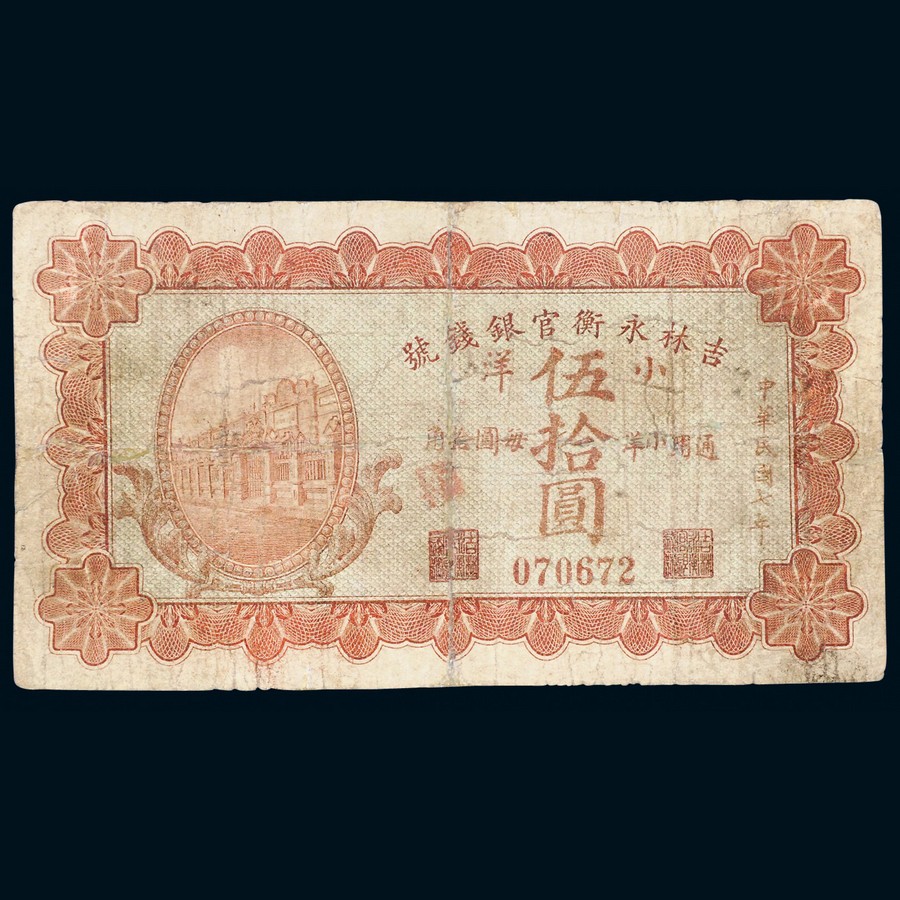 吉林永衡官銀錢號
小洋
伍拾圓
通用小洋每圓拾角
中華民國七年
070672